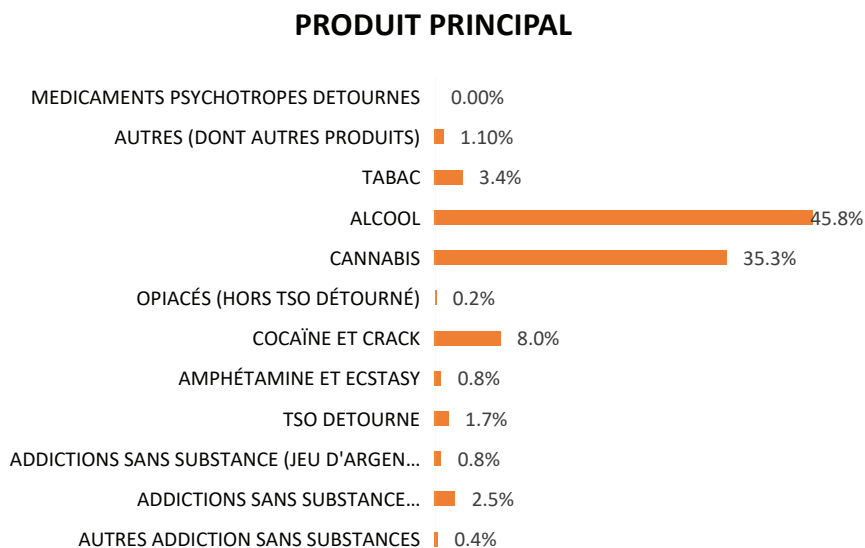 PRODUIT PRINCIPAL
MEDICAMENTS PSYCHOTROPES DETOURNES 0.00%
AUTRES (DONT AUTRES PRODUITS) 1.10%
TABAC 3.4%
ALCOOL 45.8%
CANNABIS 35.3%
OPIACÉS (HORS TSO DÉTOURNÉ) 0.2%
COCAÏNE ET CRACK 8.0%
AMPHÉTAMINE ET ECSTASY 0.8%
TSO DETOURNE 1.7%
ADDICTIONS SANS SUBSTANCE (JEU D'ARGEN... 0.8%
ADDICTIONS SANS SUBSTANCE... 2.5%
AUTRES ADDICTION SANS SUBSTANCES 0.4%